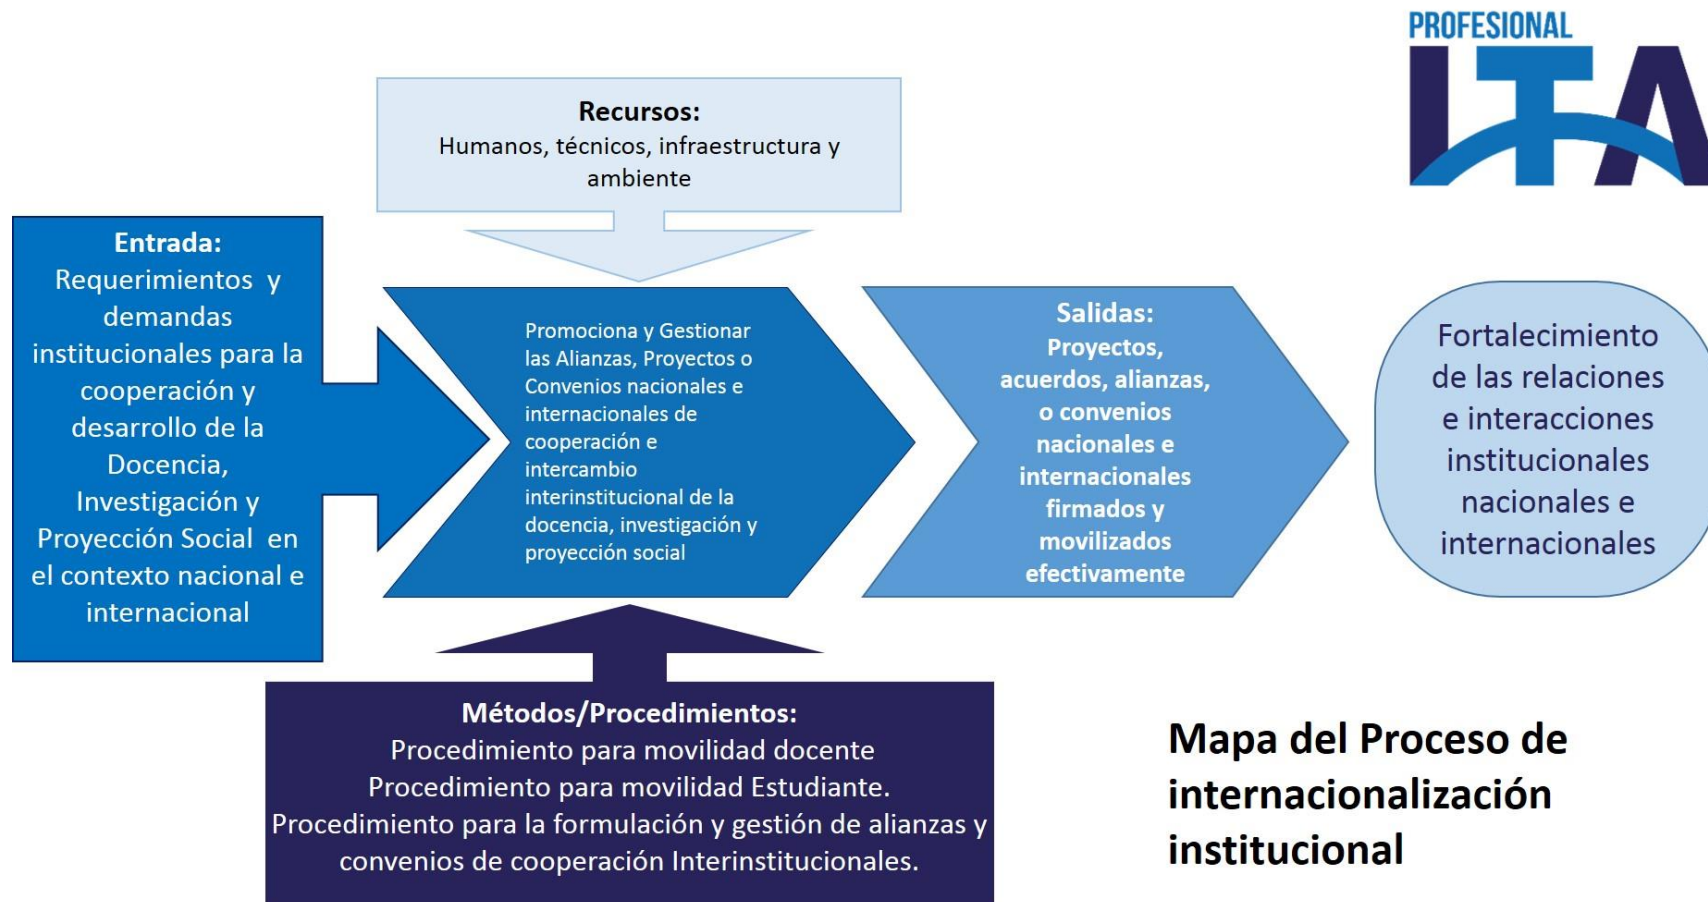 PROFESIONAL
ITA
Recursos:
Humanos, técnicos, infraestructura y
ambiente
Entrada:
Requerimientos y
demandas
institucionales para la
cooperación y
desarrollo de la
Docencia,
Investigación y
Proyección Social en
el contexto nacional e
internacional
Promociona y Gestionar
las Alianzas, Proyectos o
Convenios nacionales e
internacionales de
cooperación e
intercambio
interinstitucional de la
docencia, investigación y
proyección social
Salidas:
Proyectos,
acuerdos, alianzas,
o convenios
nacionales e
internacionales
firmados y
movilizados
efectivamente
Fortalecimiento
de las relaciones
e interacciones
institucionales
nacionales e
internacionales
Métodos/Procedimientos:
Procedimiento para movilidad docente
Procedimiento para movilidad Estudiante.
Procedimiento para la formulación y gestión de alianzas y
convenios de cooperación Interinstitucionales.
Mapa del Proceso de
internacionalización
institucional